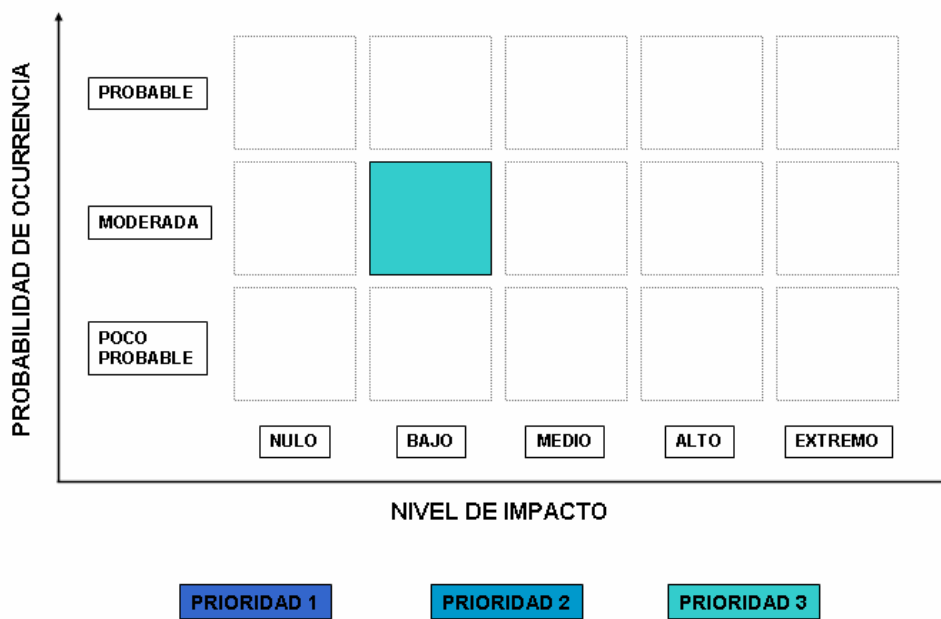 PROBABILIDAD DE OCURRENCIA
PROBABLE
MODERADA
POCO
PROBABLE
NULO
BAJO
MEDIO
ALTO
EXTREMO
NIVEL DE IMPACTO
PRIORIDAD 1
PRIORIDAD 2
PRIORIDAD 3